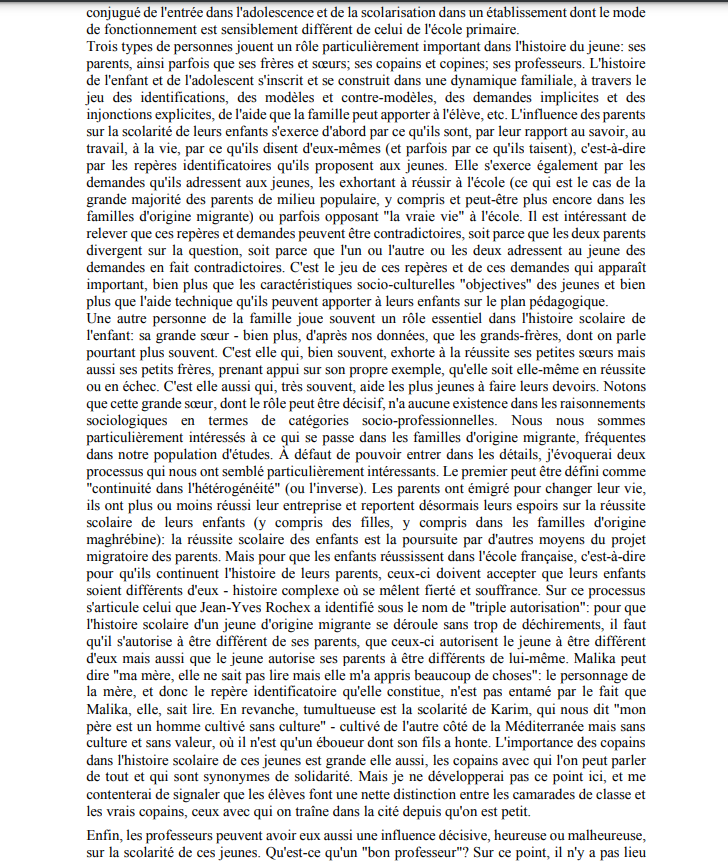 conjugué de l'entrée dans l'adolescence et de la scolarisation dans un établissement dont le mode
de fonctionnement est sensiblement différent de celui de l'école primaire.
Trois types de personnes jouent un rôle particulièrement important dans l'histoire du jeune: ses
parents, ainsi parfois que ses frères et sœurs; ses copains et copines; ses professeurs. L'histoire
de l'enfant et de l'adolescent s'inscrit et se construit dans une dynamique familiale, à travers le
jeu des identifications, des modèles et contre-modèles, des demandes implicites et des
injonctions explicites, de l'aide que la famille peut apporter à l'élève, etc. L'influence des parents
sur la scolarité de leurs enfants s'exerce d'abord par ce qu'ils sont, par leur rapport au savoir, au
travail, à la vie, par ce qu'ils disent d'eux-mêmes (et parfois par ce qu'ils taisent), c'est-à-dire
par les repères identificatoires qu'ils proposent aux jeunes. Elle s'exerce également par les
demandes qu'ils adressent aux jeunes, les exhortant à réussir à l'école (ce qui est le cas de la
grande majorité des parents de milieu populaire, y compris et peut-être plus encore dans les
familles d'origine migrante) ou parfois opposant "la vraie vie" à l'école. Il est intéressant de
relever que ces repères et demandes peuvent être contradictoires, soit parce que les deux parents
divergent sur la question, soit parce que l'un ou l'autre ou les deux adressent au jeune des
demandes en fait contradictoires. C'est le jeu de ces repères et de ces demandes qui apparaît
important, bien plus que les caractéristiques socio-culturelles "objectives" des jeunes et bien
plus que l'aide technique qu'ils peuvent apporter à leurs enfants sur le plan pédagogique.
Une autre personne de la famille joue souvent un rôle essentiel dans l'histoire scolaire de
l'enfant: sa grande sœur - bien plus, d'après nos données, que les grands-frères, dont on parle
pourtant plus souvent. C'est elle qui, bien souvent, exhorte à la réussite ses petites sœurs mais
aussi ses petits frères, prenant appui sur son propre exemple, qu'elle soit elle-même en réussite
ou en échec. C'est elle aussi qui, très souvent, aide les plus jeunes à faire leurs devoirs. Notons
que cette grande sœur, dont le rôle peut être décisif, n'a aucune existence dans les raisonnements
sociologiques en termes de catégories socio-professionnelles. Nous nous sommes
particulièrement intéressés à ce qui se passe dans les familles d'origine migrante, fréquentes
dans notre population d'études. À défaut de pouvoir entrer dans les détails, j'évoquerai deux
processus qui nous ont semblé particulièrement intéressants. Le premier peut être défini comme
"continuité dans l'hétérogénéité" (ou l'inverse). Les parents ont émigré pour changer leur vie,
ils ont plus ou moins réussi leur entreprise et reportent désormais leurs espoirs sur la réussite
scolaire de leurs enfants (y compris des filles, y compris dans les familles d'origine
maghrébine): la réussite scolaire des enfants est la poursuite par d'autres moyens du projet
migratoire des parents. Mais pour que les enfants réussissent dans l'école française, c'est-à-dire
pour qu'ils continuent l'histoire de leurs parents, ceux-ci doivent accepter que leurs enfants
soient différents d'eux - histoire complexe où se mêlent fierté et souffrance. Sur ce processus
s'articule celui que Jean-Yves Rochex a identifié sous le nom de "triple autorisation": pour que
l'histoire scolaire d'un jeune d'origine migrante se déroule sans trop de déchirements, il faut
qu'il s'autorise à être différent de ses parents, que ceux-ci autorisent le jeune à être différent
d'eux mais aussi que le jeune autorise ses parents à être différents de lui-même. Malika peut
dire "ma mère, elle ne sait pas lire mais elle m'a appris beaucoup de choses": le personnage de
la mère, et donc le repère identificatoire qu'elle constitue, n'est pas entamé par le fait que
Malika, elle, sait lire. En revanche, tumultueuse est la scolarité de Karim, qui nous dit "mon
père est un homme cultivé sans culture" - cultivé de l'autre côté de la Méditerranée mais sans
culture et sans valeur, où il n'est qu'un éboueur dont son fils a honte. L'importance des copains
dans l'histoire scolaire de ces jeunes est grande elle aussi, les copains avec qui l'on peut parler
de tout et qui sont synonymes de solidarité. Mais je ne développerai pas ce point ici, et me
contenterai de signaler que les élèves font une nette distinction entre les camarades de classe et
les vrais copains, ceux avec qui on traîne dans la cité depuis qu'on est petit.
Enfin, les professeurs peuvent avoir eux aussi une influence décisive, heureuse ou malheureuse,
sur la scolarité de ces jeunes. Qu'est-ce qu'un "bon professeur"? Sur ce point, il n'y a pas lieu